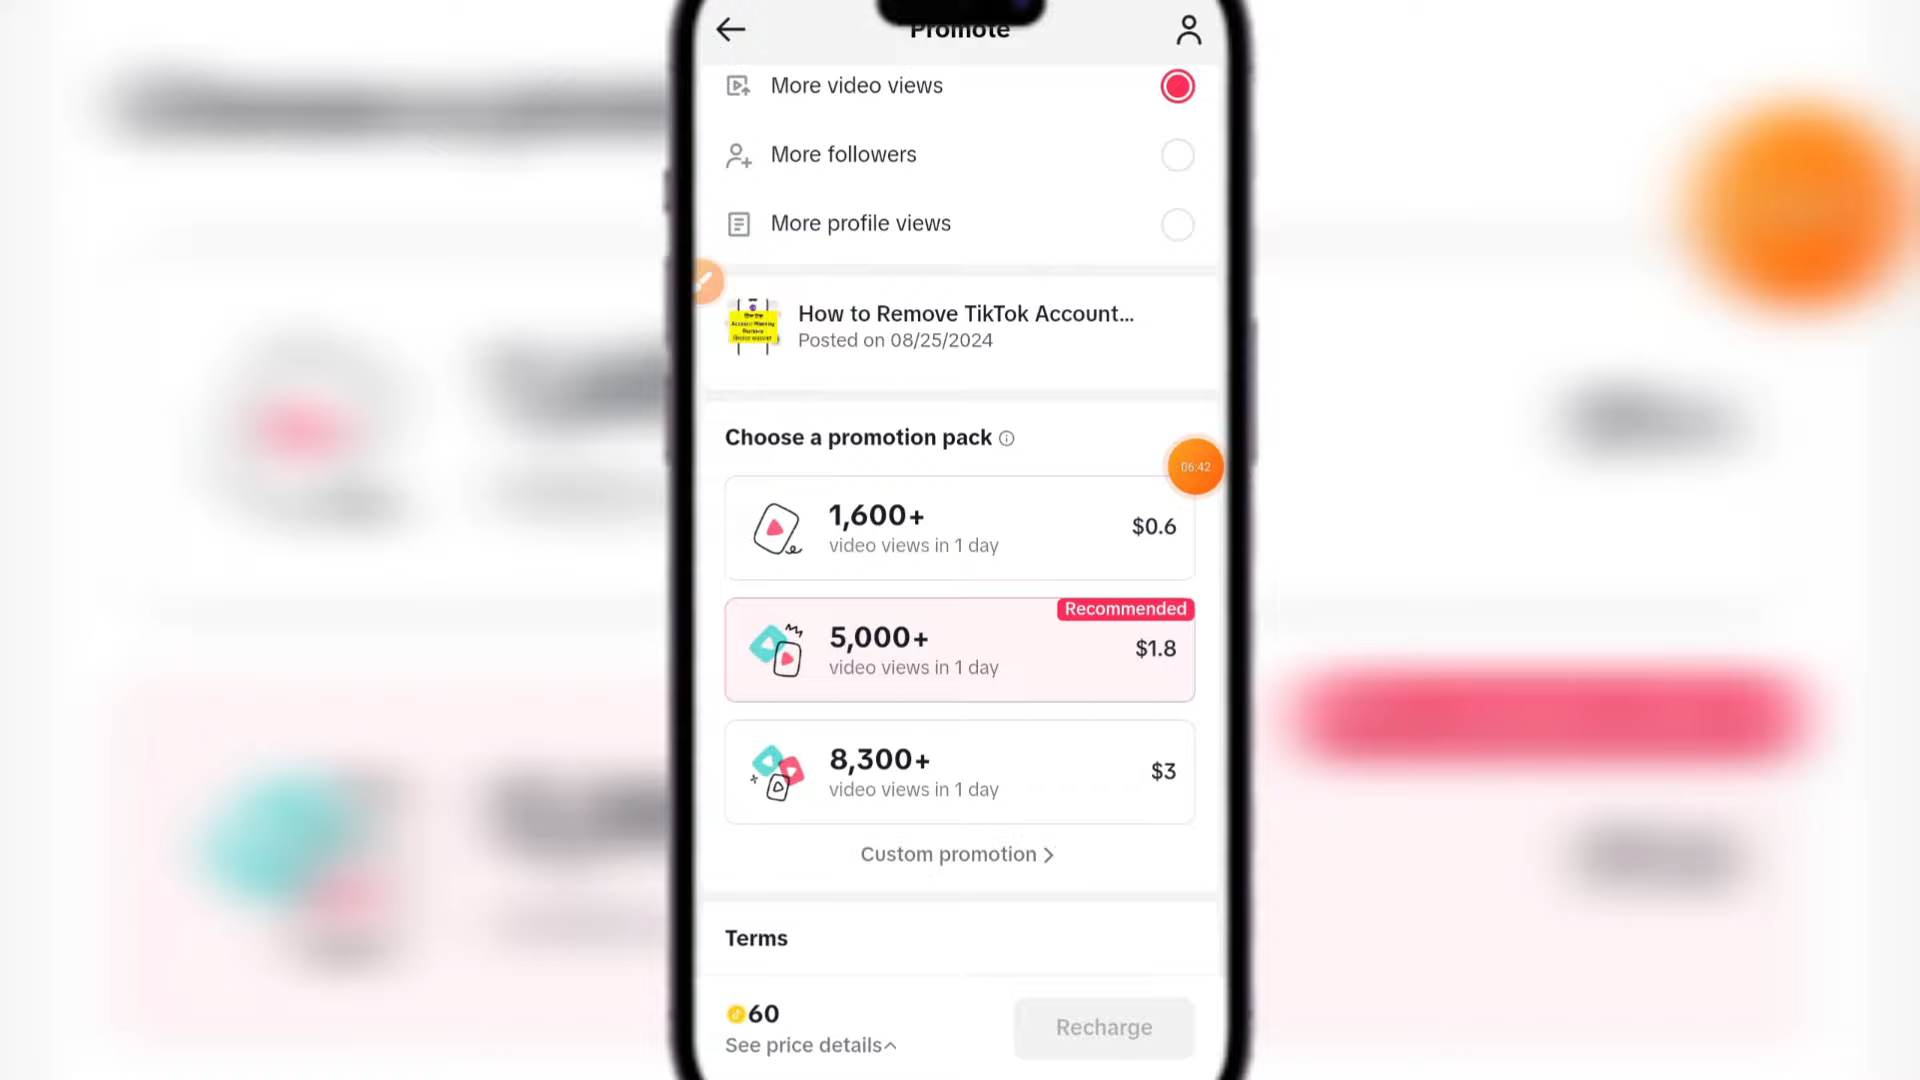 Promote
More video views
More followers
More profile views
How to Remove TikTok Account...
Posted on 08/25/2024
Choose a promotion pack
06:42
1,600+
video views in 1 day
$0.6
Recommended
5,000+
video views in 1 day
$1.8
8,300+
video views in 1 day
$3
Custom promotion
Terms
60
See price details
Recharge